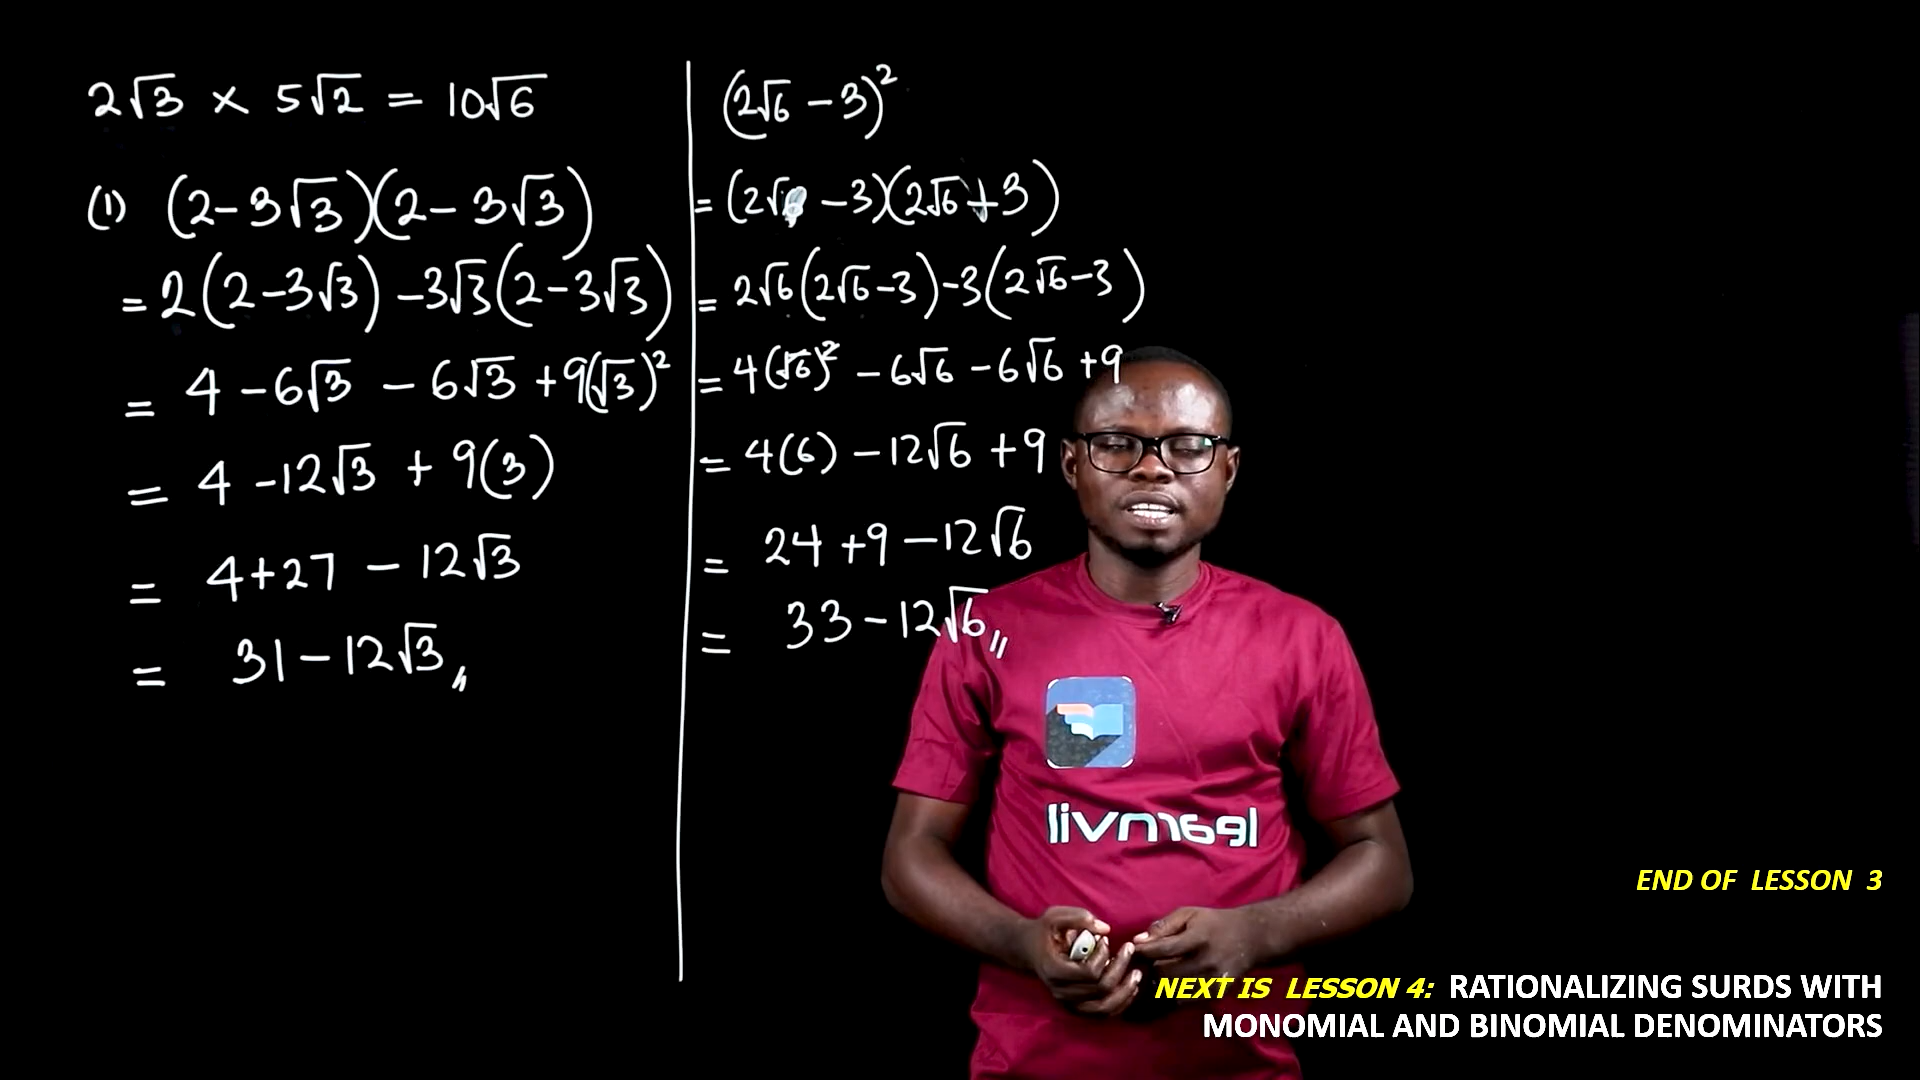 2√3 × 5√2 = 10√6
(1) (2-3√3)(2-3√3)
= 2(2-3√3) -3√3(2-3√3)
= 4 - 6√3 - 6√3 + 9(√3)²
= 4 - 12√3 + 9(3)
= 4 + 27 - 12√3
= 31 - 12√3 〃
(2√6 - 3)²
= (2√6 - 3)(2√6 + 3)
= 2√6(2√6-3) -3(2√6-3)
= 4(√6)² - 6√6 - 6√6 + 9
= 4(6) - 12√6 + 9
= 24 + 9 - 12√6
= 33 - 12√6 〃
learnvil
END OF LESSON 3
NEXT IS LESSON 4: RATIONALIZING SURDS WITH
MONOMIAL AND BINOMIAL DENOMINATORS